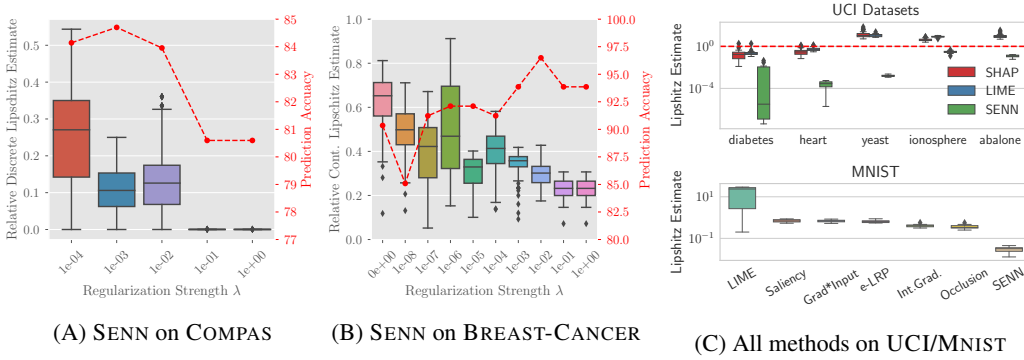 Relative Discrete Lipschitz Estimate
0.5
0.4
0.3
0.2
0.1
0.0
85
84
83
82
81
80
79
78
77
Prediction Accuacy
1e-04
1e-03
1e-02
1e-01
1e+00
Regularization Strength λ
(A) SENN on COMPAS
Relative Cont. Lipschitz Estimate
1.0
0.8
0.6
0.4
0.2
0.0
100.0
97.5
95.0
92.5
90.0
87.5
85.0
82.5
80.0
Prediction Accuacy
0e+00
1e-08
1e-07
1e-06
1e-05
1e-04
1e-03
1e-02
1e-01
1e+00
Regularization Strength λ
(B) SENN on BREAST-CANCER
UCI Datasets
Lipshitz Estimate
10⁰
10⁻⁴
SHAP
LIME
SENN
diabetes
heart
yeast
ionosphere
abalone
MNIST
Lipshitz Estimate
10¹
10⁻¹
LIME
Saliency
Grad*Input
e-LRP
Int.Grad.
Occlusion
SENN
(C) All methods on UCI/MNIST